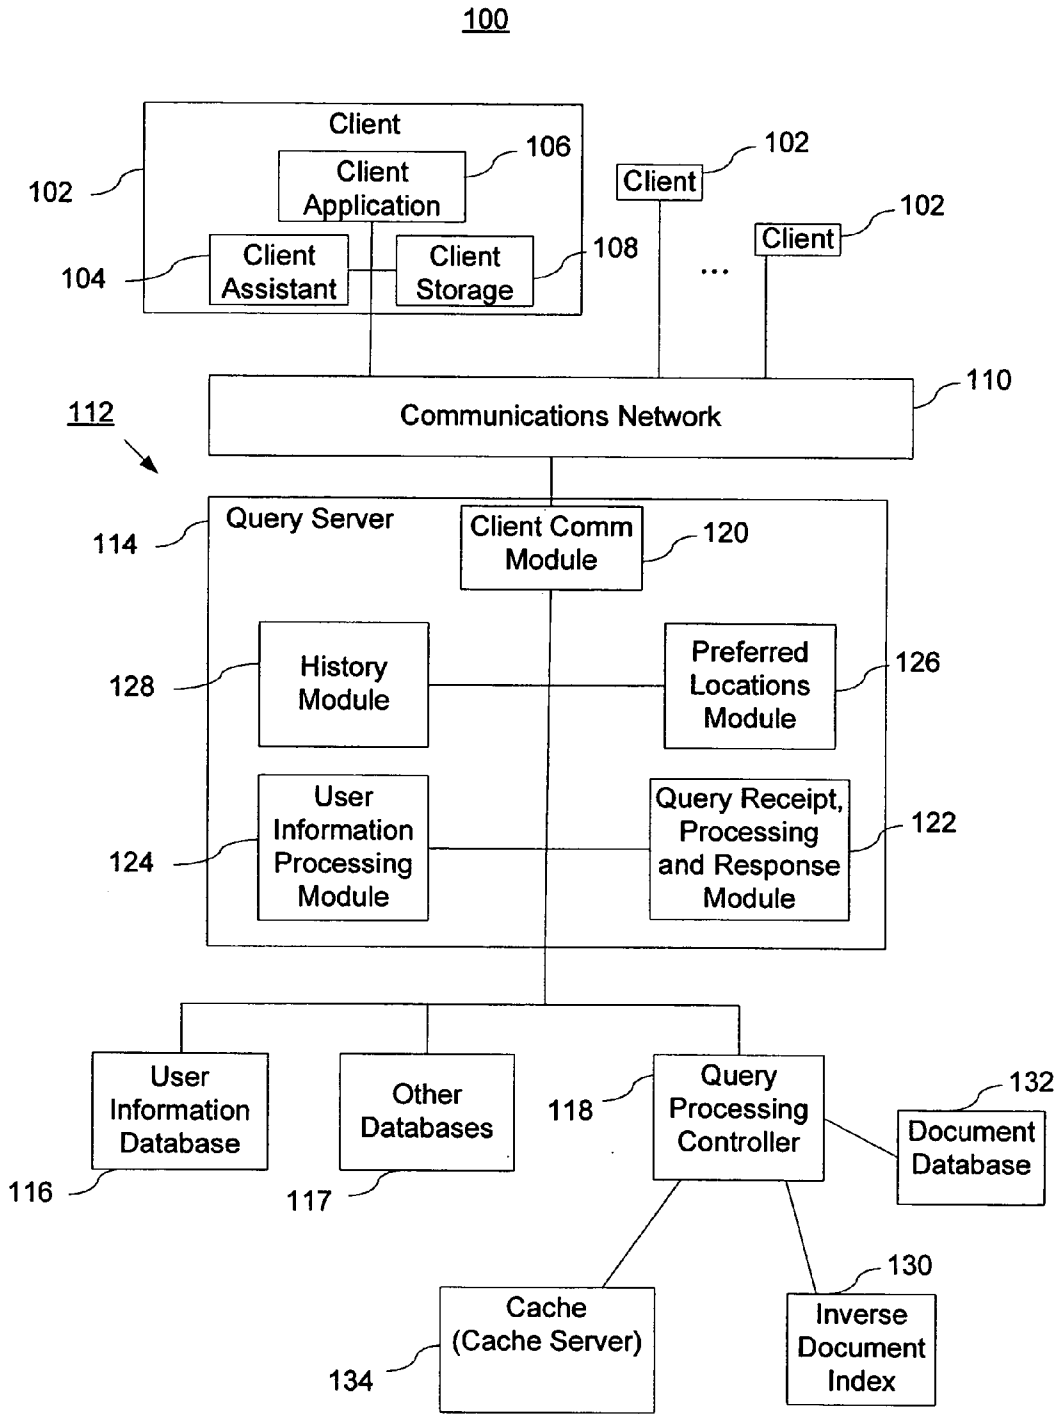 100
Client
106
102
Client
Application
102
Client
102
Client
104
Client
Assistant
Client
Storage
108
...
110
Communications Network
112
114
Query Server
Client Comm
Module
120
128
History
Module
Preferred
Locations
Module
126
124
User
Information
Processing
Module
Query Receipt,
Processing
and Response
Module
122
User
Information
Database
116
Other
Databases
117
Query
Processing
Controller
118
132
Document
Database
130
Cache
(Cache Server)
134
Inverse
Document
Index